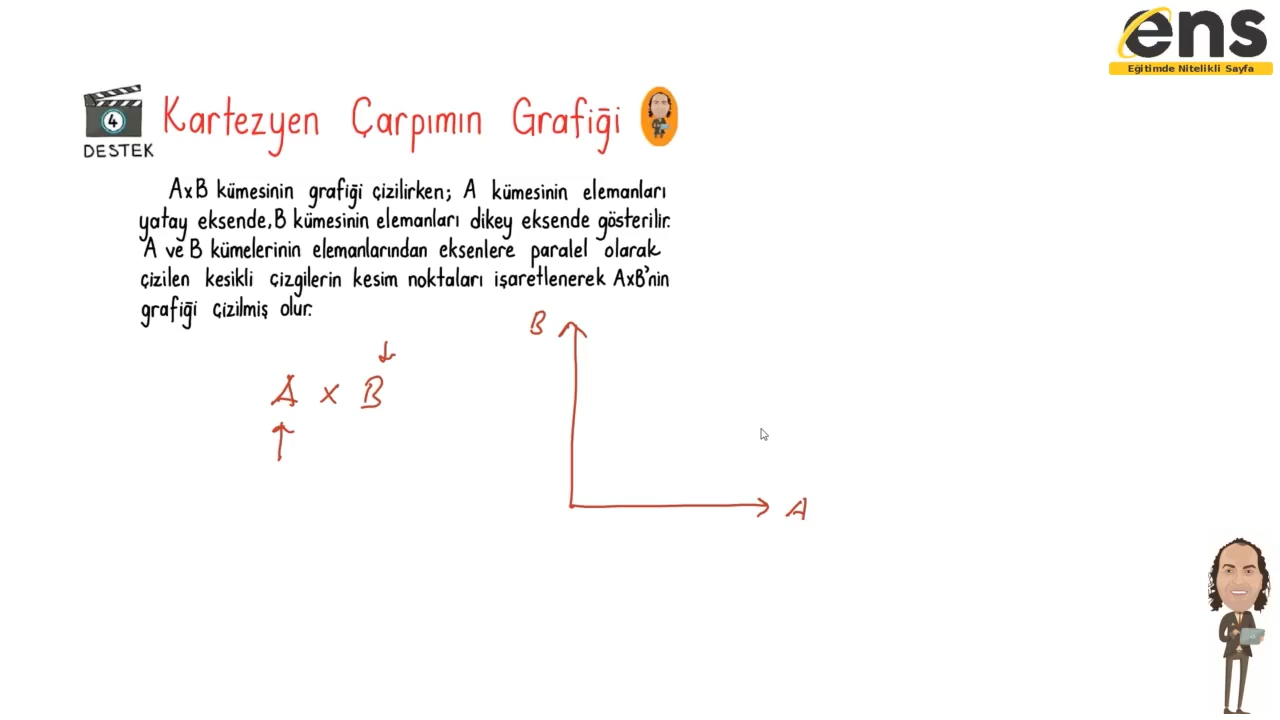 ens
Eğitimde Nitelikli Sayfa
4
DESTEK
Kartezyen Çarpımın Grafiği
AxB kümesinin grafiği çizilirken; A kümesinin elemanları
yatay eksende, B kümesinin elemanları dikey eksende gösterilir.
A ve B kümelerinin elemanlarından eksenlere paralel olarak
çizilen kesikli çizgilerin kesim noktaları işaretlenerek AxB'nin
grafiği çizilmiş olur.
B
A x B
A